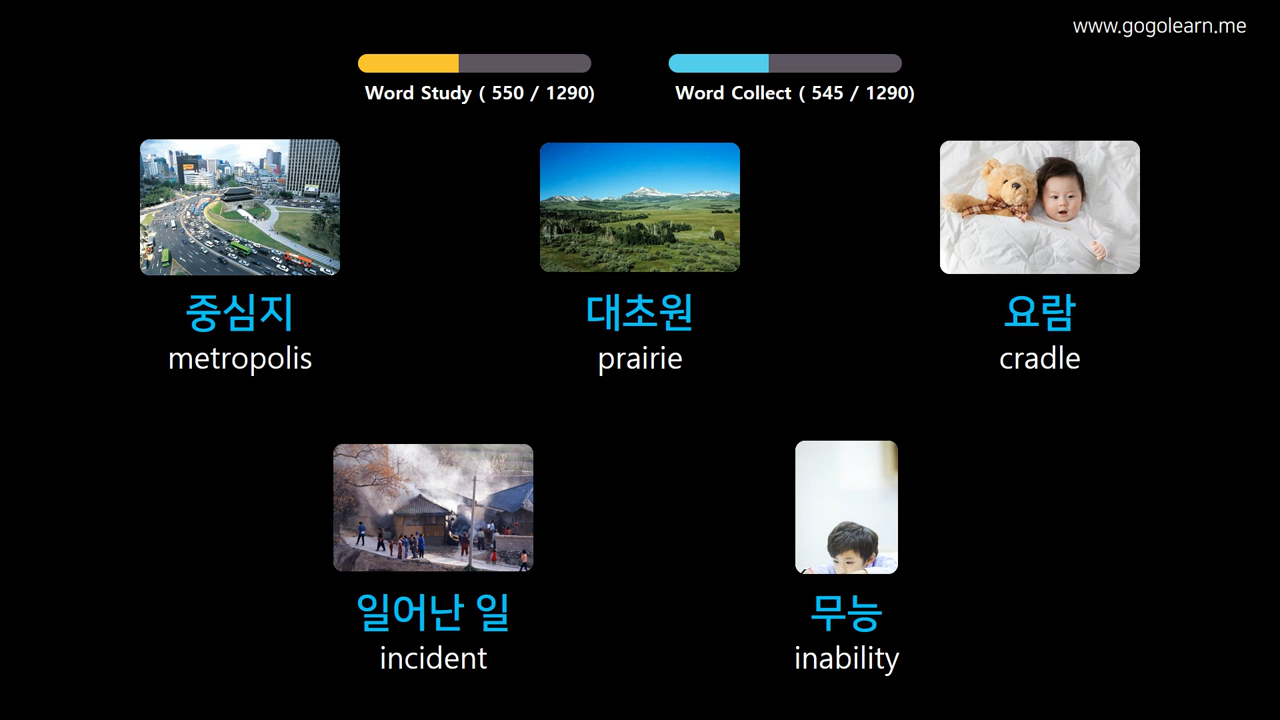 www.gogolearn.me
Word Study ( 550 / 1290)
Word Collect ( 545 / 1290)
중심지
metropolis
대초원
prairie
요람
cradle
일어난 일
incident
무능
inability